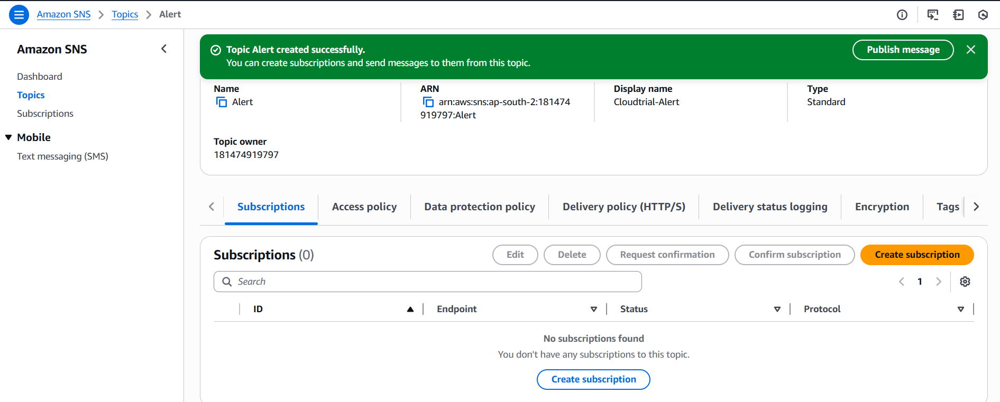 Amazon SNS > Topics > Alert
Amazon SNS
Dashboard
Topics
Subscriptions
Mobile
Text messaging (SMS)
Topic Alert created successfully.
You can create subscriptions and send messages to them from this topic.
Publish message
Name
Alert
ARN
arn:aws:sns:ap-south-2:181474
919797:Alert
Display name
Cloudtrial-Alert
Type
Standard
Topic owner
181474919797
Subscriptions Access policy Data protection policy Delivery policy (HTTP/S) Delivery status logging Encryption Tags
Subscriptions (0)
Edit Delete Request confirmation Confirm subscription Create subscription
Search
1
ID Endpoint Status Protocol
No subscriptions found
You don't have any subscriptions to this topic.
Create subscription